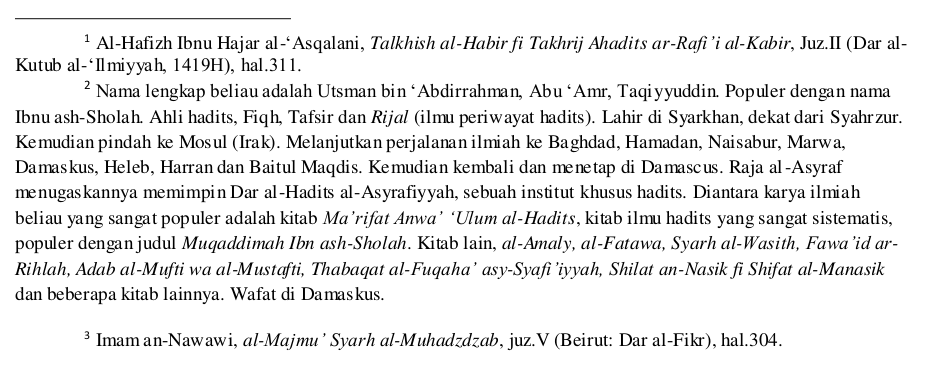 ¹ Al-Hafizh Ibnu Hajar al-‘Asqalani, Talkhish al-Habir fi Takhrij Ahadits ar-Rafi’i al-Kabir, Juz.II (Dar al-
Kutub al-‘Ilmiyyah, 1419H), hal.311.
² Nama lengkap beliau adalah Utsman bin ‘Abdirrahman, Abu ‘Amr, Taqiyyuddin. Populer dengan nama
Ibnu ash-Sholah. Ahli hadits, Fiqh, Tafsir dan Rijal (ilmu periwayat hadits). Lahir di Syarkhan, dekat dari Syahrzur.
Kemudian pindah ke Mosul (Irak). Melanjutkan perjalanan ilmiah ke Baghdad, Hamadan, Naisabur, Marwa,
Damaskus, Heleb, Harran dan Baitul Maqdis. Kemudian kembali dan menetap di Damascus. Raja al-Asyraf
menugaskannya memimpin Dar al-Hadits al-Asyrafiyyah, sebuah institut khusus hadits. Diantara karya ilmiah
beliau yang sangat populer adalah kitab Ma’rifat Anwa’ ‘Ulum al-Hadits, kitab ilmu hadits yang sangat sistematis,
populer dengan judul Muqaddimah Ibn ash-Sholah. Kitab lain, al-Amaly, al-Fatawa, Syarh al-Wasith, Fawa’id ar-
Rihlah, Adab al-Mufti wa al-Mustafti, Thabaqat al-Fuqaha’ asy-Syafi’iyyah, Shilat an-Nasik fi Shifat al-Manasik
dan beberapa kitab lainnya. Wafat di Damaskus.
³ Imam an-Nawawi, al-Majmu’ Syarh al-Muhadzdzab, juz.V (Beirut: Dar al-Fikr), hal.304.